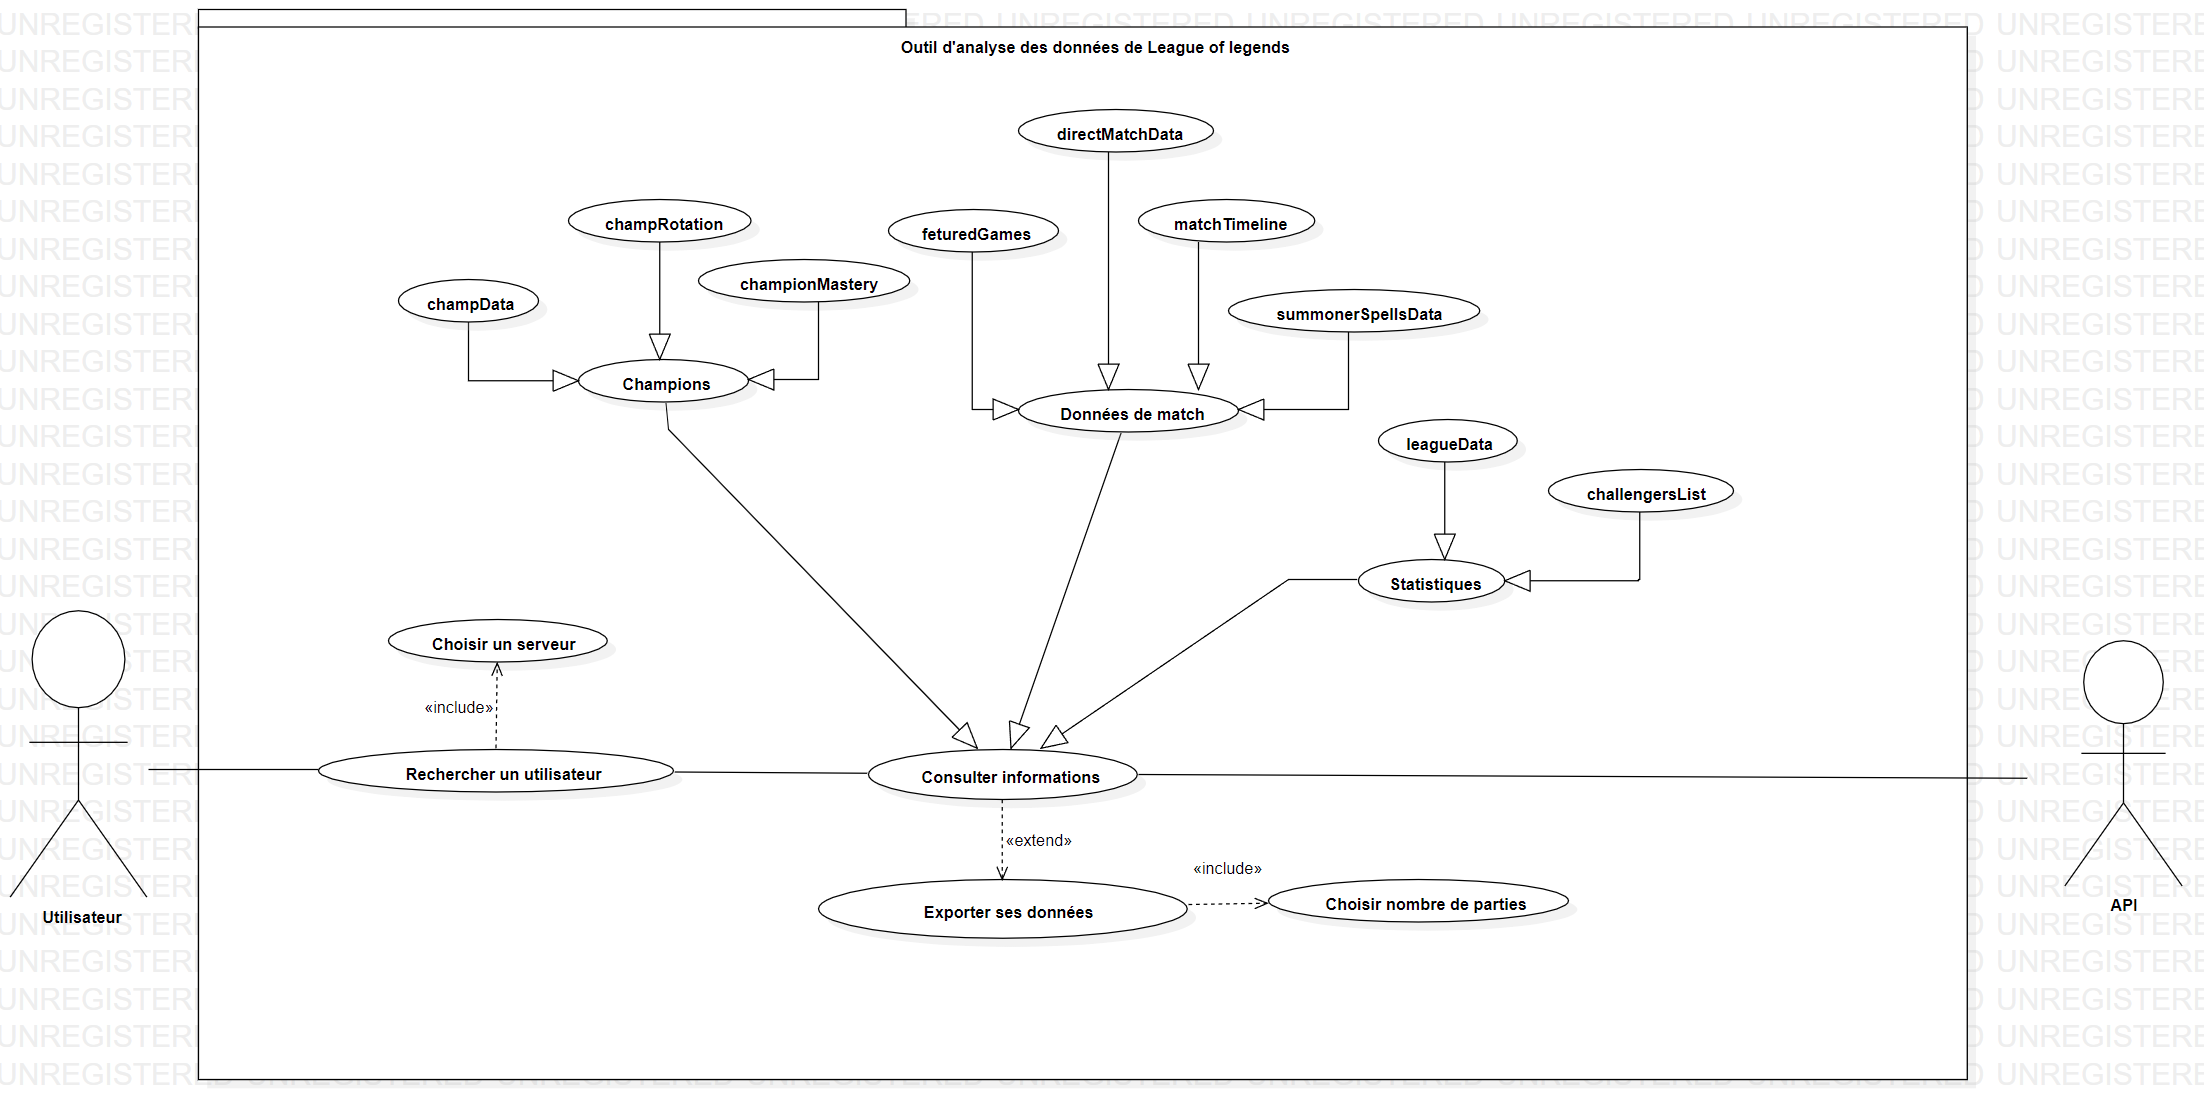 UNREGISTERED UNREGISTERED UNREGISTERED UNREGISTERED UNREGISTERED
Outil d'analyse des données de League of legends
directMatchData
champRotation
matchTimeline
feturedGames
championMastery
champData
summonerSpellsData
Champions
Données de match
leagueData
challengersList
Statistiques
Choisir un serveur
«include»
Rechercher un utilisateur
Consulter informations
«extend»
«include»
Exporter ses données
Choisir nombre de parties
Utilisateur
API